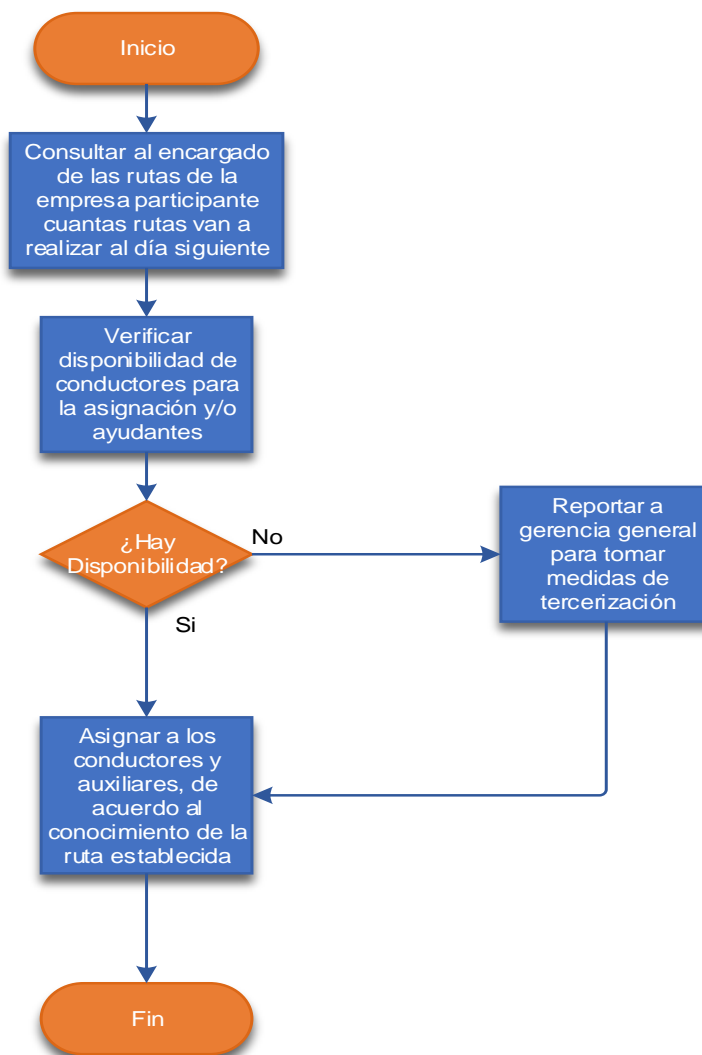 Inicio
Consultar al encargado
de las rutas de la
empresa participante
cuantas rutas van a
realizar al día siguiente
Verificar
disponibilidad de
conductores para
la asignación y/o
ayudantes
¿Hay
Disponibilidad?
No
Reportar a
gerencia general
para tomar
medidas de
tercerización
Si
Asignar a los
conductores y
auxiliares, de
acuerdo al
conocimiento de la
ruta establecida
Fin